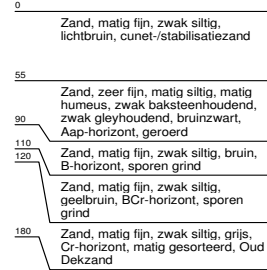 0
Zand, matig fijn, zwak siltig,
lichtbruin, cunet-/stabilisatiezand
55
Zand, zeer fijn, matig siltig, matig
humeus, zwak baksteenhoudend,
zwak gleyhoudend, bruinzwart,
Aap-horizont, geroerd
90
Zand, matig fijn, zwak siltig, bruin,
B-horizont, sporen grind
110
Zand, matig fijn, zwak siltig,
geelbruin, BCr-horizont, sporen
grind
120
Zand, matig fijn, zwak siltig, grijs,
Cr-horizont, matig gesorteerd, Oud
Dekzand
180